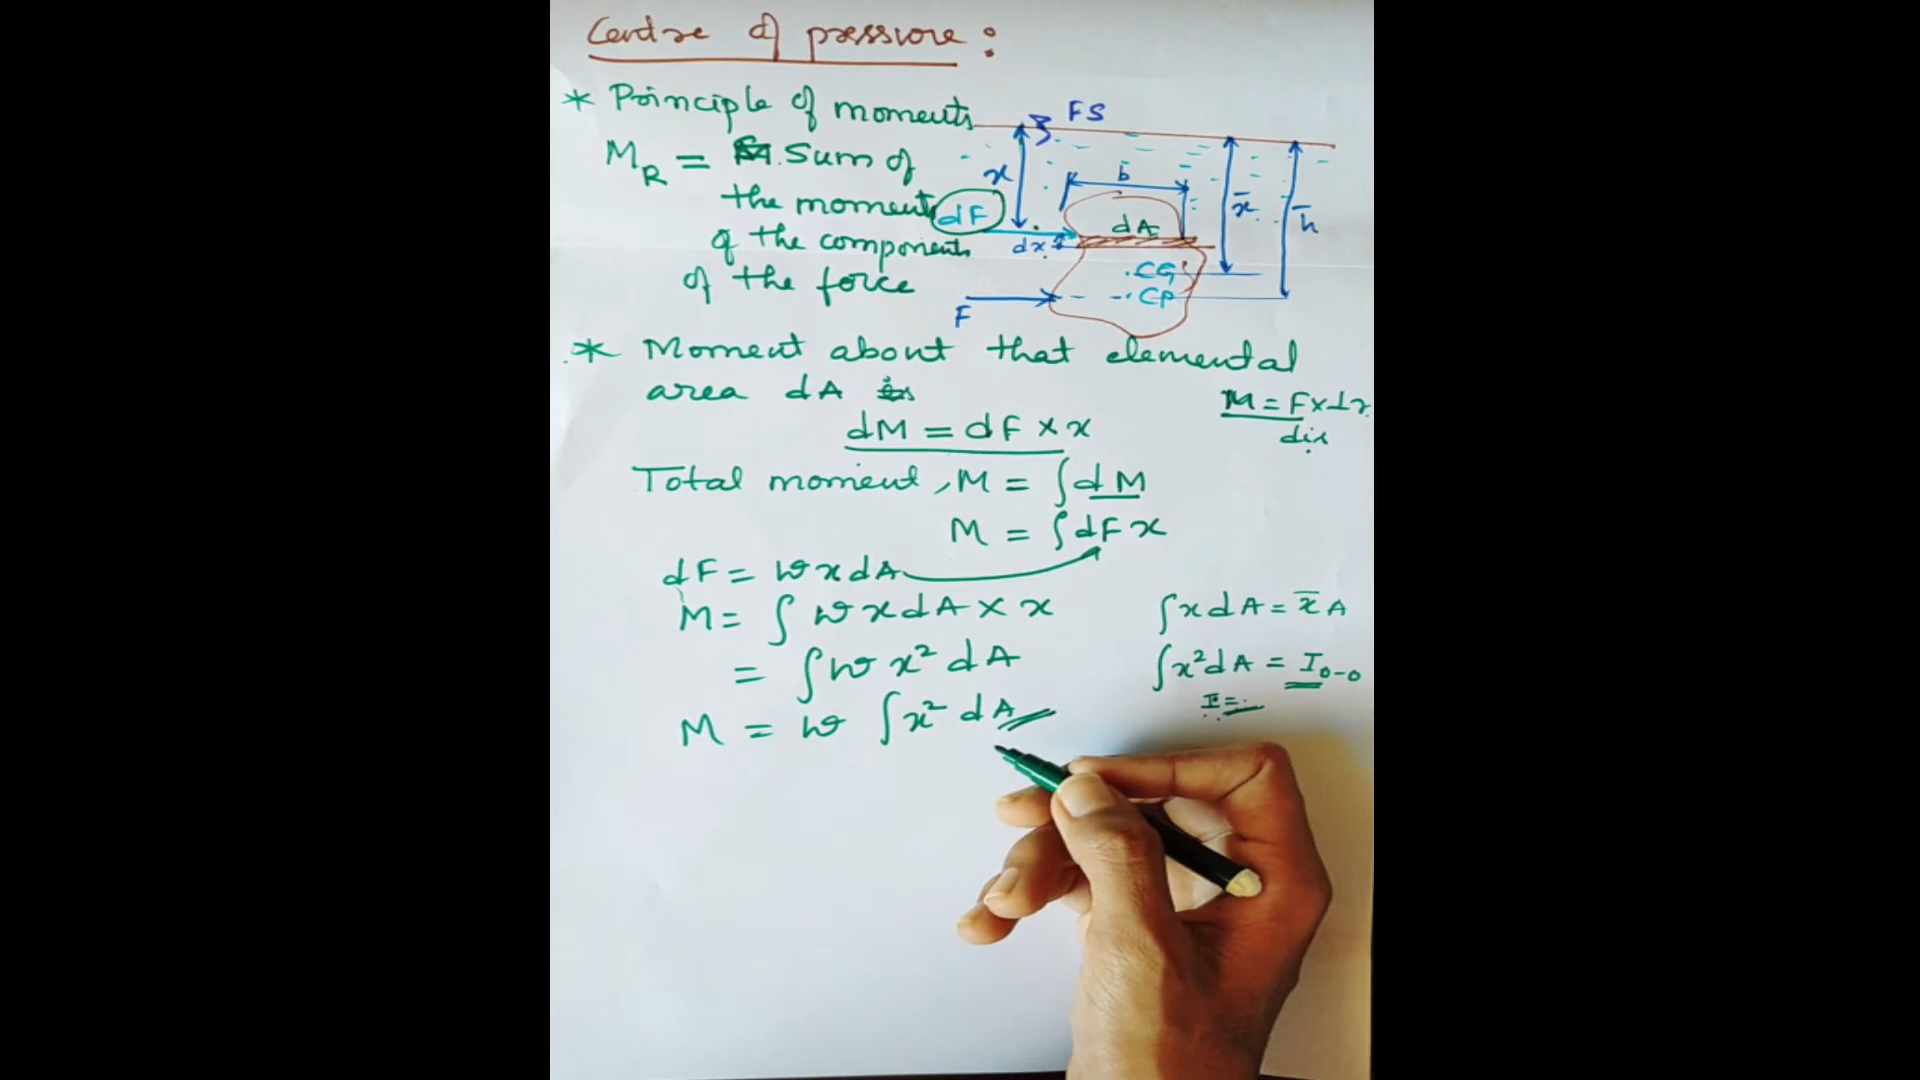 Centre of pressure :
* Principle of moments
M_R = Sum of
the moments
of the components
of the force
FS
x
b
x̄
h̄
dF
dA
dx
CG
CP
F
* Moment about that elemental
area dA is
M = F x ⊥r
dis
dM = dF × x
Total moment, M = ∫ dM
M = ∫ dF x
dF = w x dA
M = ∫ w x dA × x
∫ x dA = x̄ A
= ∫ w x² dA
∫ x² dA = I₀₋₀
I =
M = w ∫ x² dA